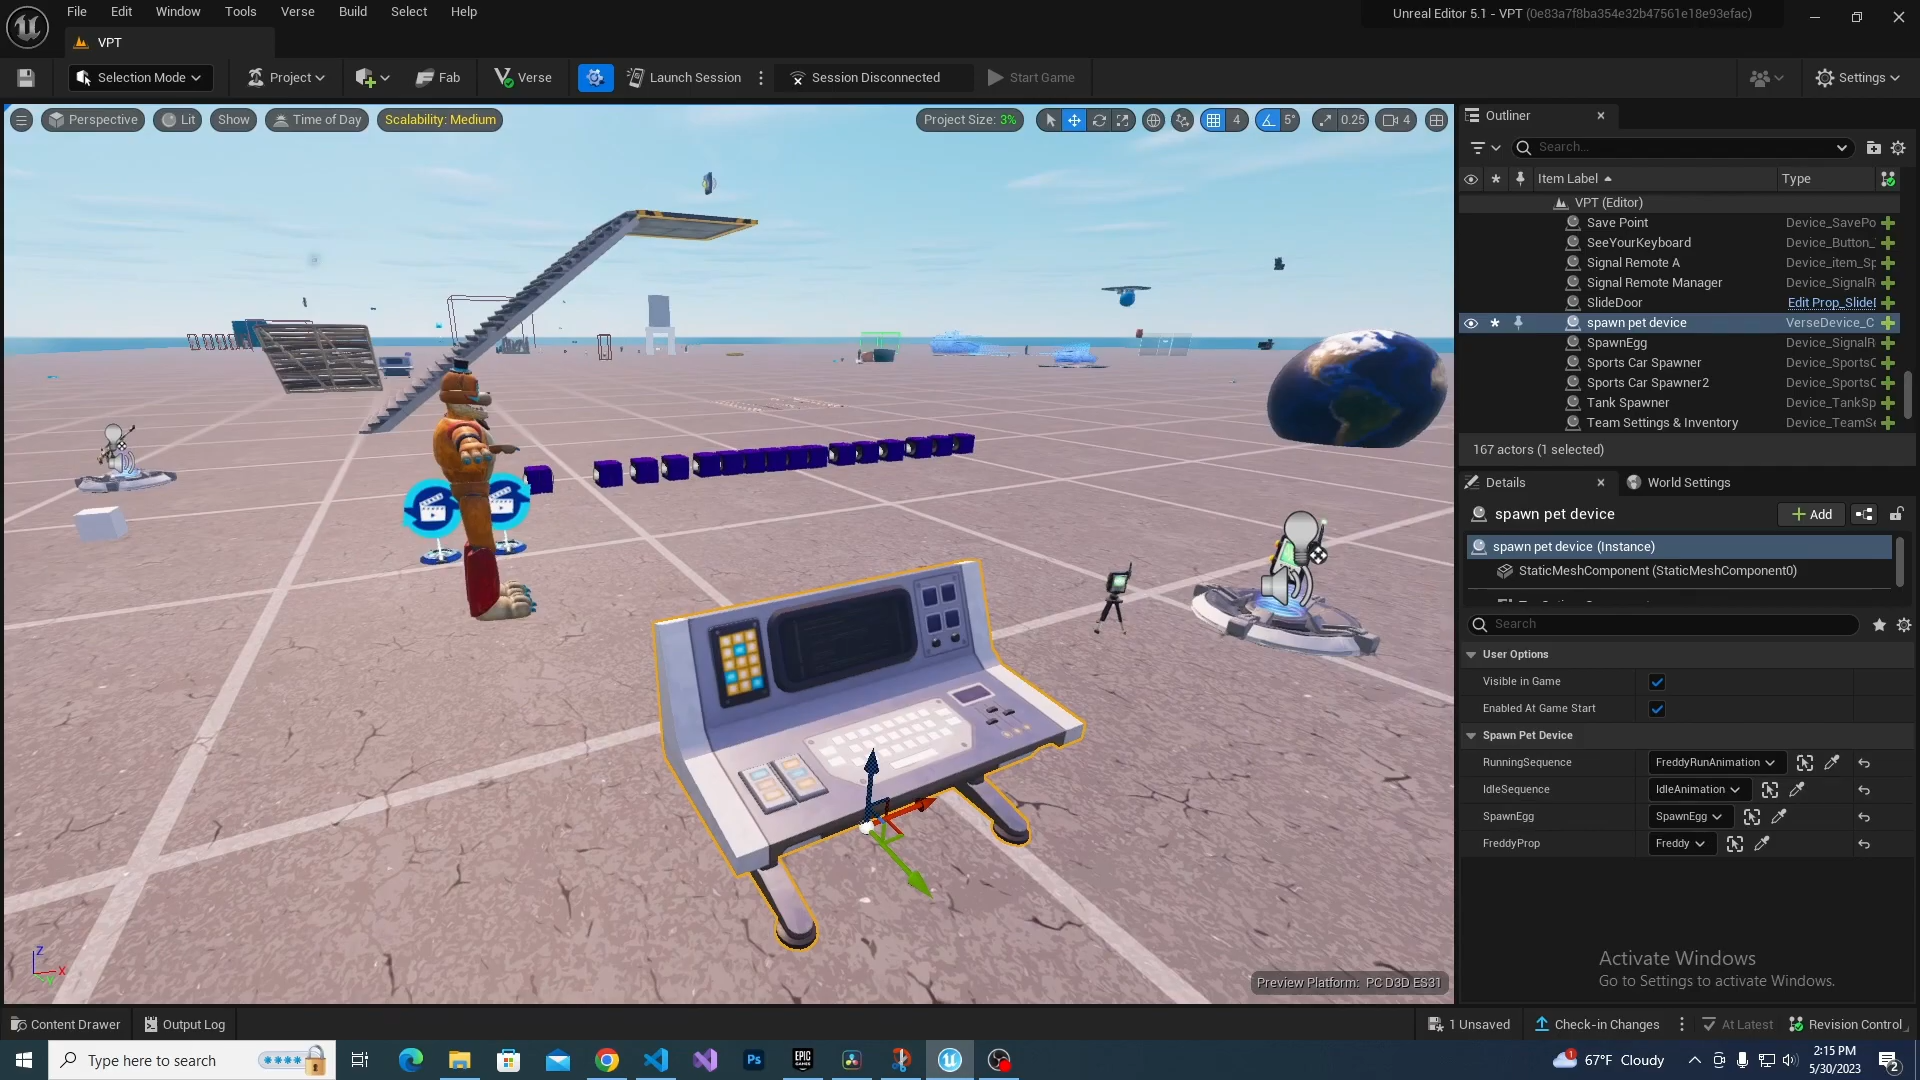 File Edit Window Tools Verse Build Select Help
Unreal Editor 5.1 - VPT (0e83a7f8ba354e32b47561e18e93efac)
VPT
Selection Mode Project Fab Verse Launch Session Session Disconnected Start Game Settings
Perspective Lit Show Time of Day Scalability: Medium Project Size: 3% 4 5° 0.25 4
Outliner
Search...
Item Label Type
VPT (Editor)
Save Point Device_SavePo
SeeYourKeyboard Device_Button_
Signal Remote A Device_item_Sp
Signal Remote Manager Device_SignalR
SlideDoor Edit Prop_Slide
spawn pet device VerseDevice_C
SpawnEgg Device_SignalR
Sports Car Spawner Device_SportsC
Sports Car Spawner2 Device_SportsC
Tank Spawner Device_TankSp
Team Settings & Inventory Device_TeamSe
167 actors (1 selected)
Details World Settings
spawn pet device Add
spawn pet device (Instance)
StaticMeshComponent (StaticMeshComponent0)
Search
User Options
Visible in Game
Enabled At Game Start
Spawn Pet Device
RunningSequence FreddyRunAnimation
IdleSequence IdleAnimation
SpawnEgg SpawnEgg
FreddyProp Freddy
Activate Windows
Go to Settings to activate Windows.
Z
X
Preview Platform: PC D3D ES31
Content Drawer Output Log 1 Unsaved Check-in Changes At Latest Revision Control
Type here to search
Ps
EPIC GAMES
1 67°F Cloudy
2:15 PM
5/30/2023
2